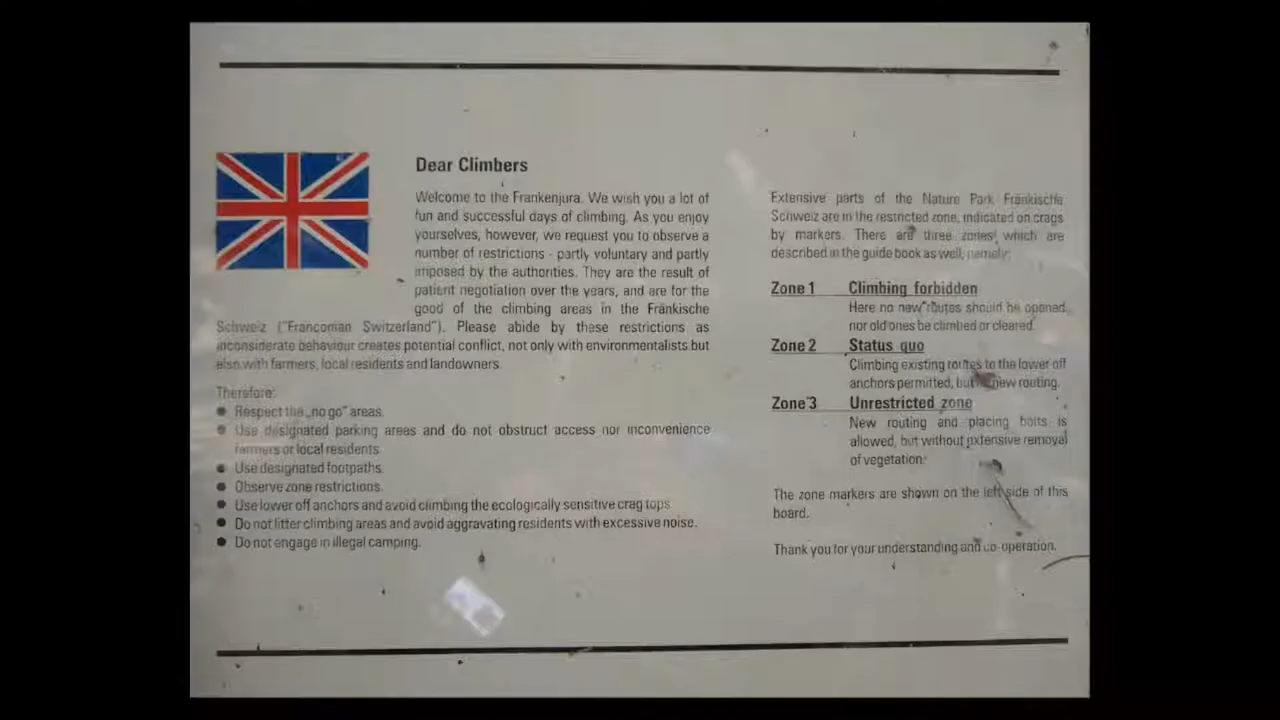 Dear Climbers
Welcome to the Frankenjura. We wish you a lot of
fun and successful days of climbing. As you enjoy
yourselves, however, we request you to observe a
number of restrictions - partly voluntary and partly
imposed by the authorities. They are the result of
patient negotiation over the years, and are for the
good of the climbing areas in the Fränkische
Schweiz ("Franconian Switzerland"). Please abide by these restrictions as
inconsiderate behaviour creates potential conflict, not only with environmentalists but
also with farmers, local residents and landowners.
Therefore:
● Respect the „no go" areas.
● Use designated parking areas and do not obstruct access nor inconvenience
farmers or local residents.
● Use designated footpaths.
● Observe zone restrictions.
● Use lower off anchors and avoid climbing the ecologically sensitive crag tops.
● Do not litter climbing areas and avoid aggravating residents with excessive noise.
● Do not engage in illegal camping.
Extensive parts of the Nature Park Fränkische
Schweiz are in the restricted zone, indicated on crags
by markers. There are three zones, which are
described in the guide book as well, namely:
Zone 1 Climbing forbidden
Here no new routes should be opened,
nor old ones be climbed or cleared.
Zone 2 Status quo
Climbing existing routes to the lower off
anchors permitted, but new routing.
Zone 3 Unrestricted zone
New routing and placing bolts is
allowed, but without extensive removal
of vegetation.
The zone markers are shown on the left side of this
board.
Thank you for your understanding and co-operation.